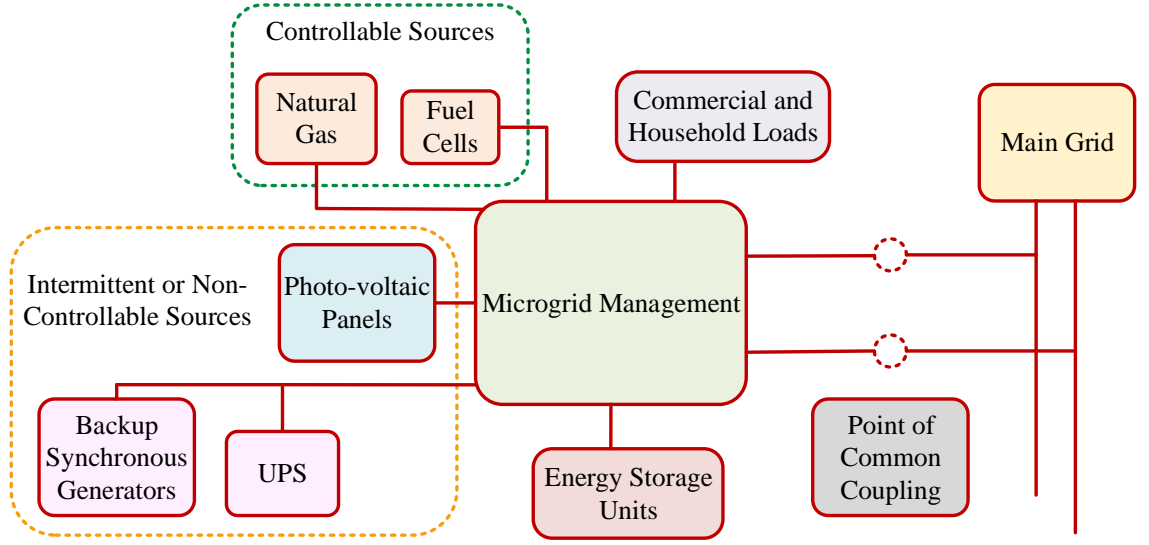 Controllable Sources
Natural
Gas
Fuel
Cells
Commercial and
Household Loads
Main Grid
Intermittent or Non-
Controllable Sources
Photo-voltaic
Panels
Microgrid Management
Backup
Synchronous
Generators
UPS
Energy Storage
Units
Point of
Common
Coupling